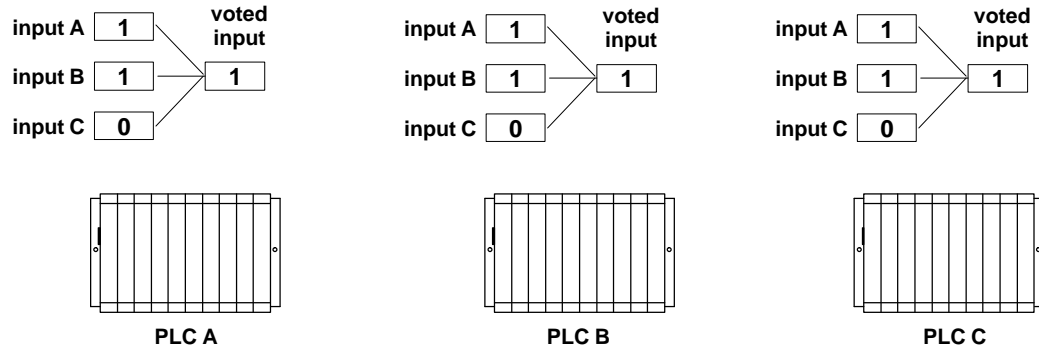 input A 1
voted input
input B 1
1
input C 0
PLC A
input A 1
voted input
input B 1
1
input C 0
PLC B
input A 1
voted input
input B 1
1
input C 0
PLC C